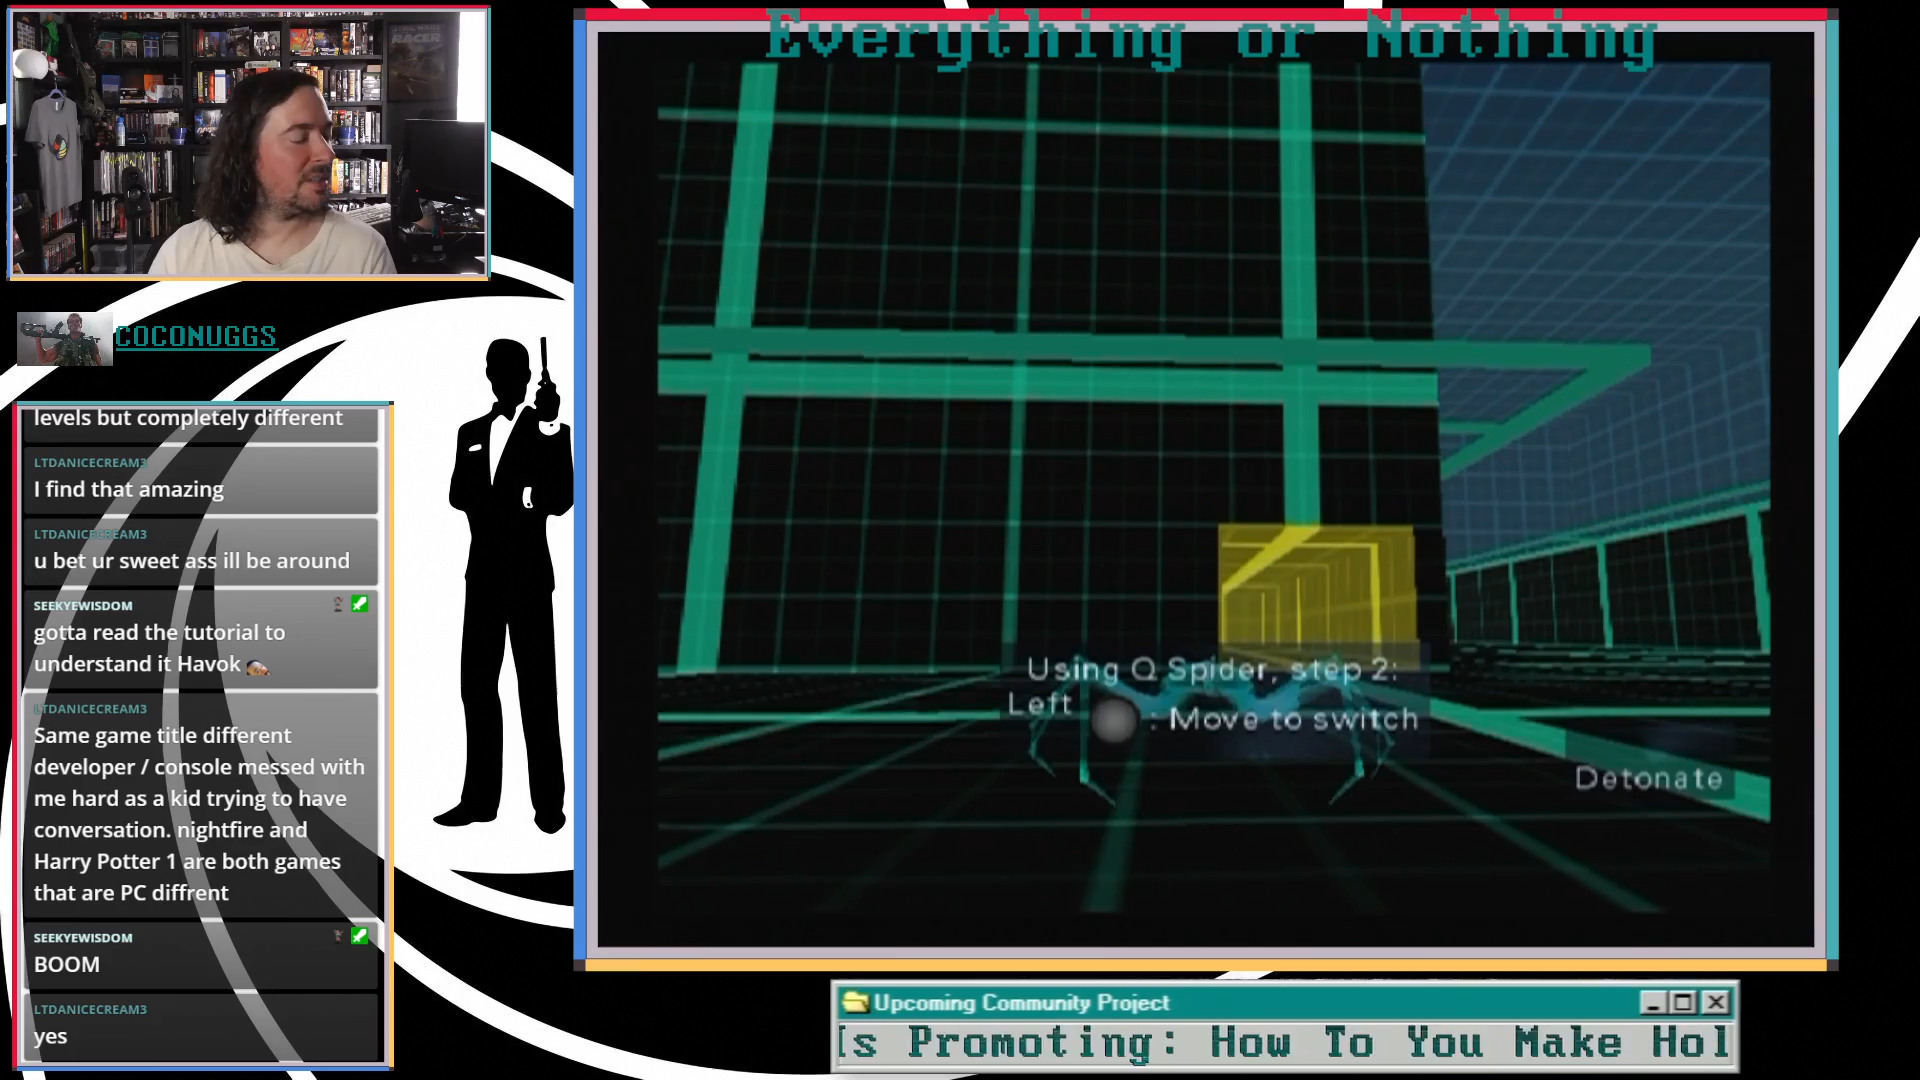 Everything or Nothing
RACER
COCONUGGS
levels but completely different
LTDANICECREAM3
I find that amazing
LTDANICECREAM3
u bet ur sweet ass ill be around
SEEKYEWISDOM
gotta read the tutorial to
understand it Havok
LTDANICECREAM3
Same game title different
developer / console messed with
me hard as a kid trying to have
conversation. nightfire and
Harry Potter 1 are both games
that are PC diffrent
SEEKYEWISDOM
BOOM
LTDANICECREAM3
yes
Using Q Spider, step 2:
Left : Move to switch
Detonate
Upcoming Community Project
Is Promoting: How To You Make Hol